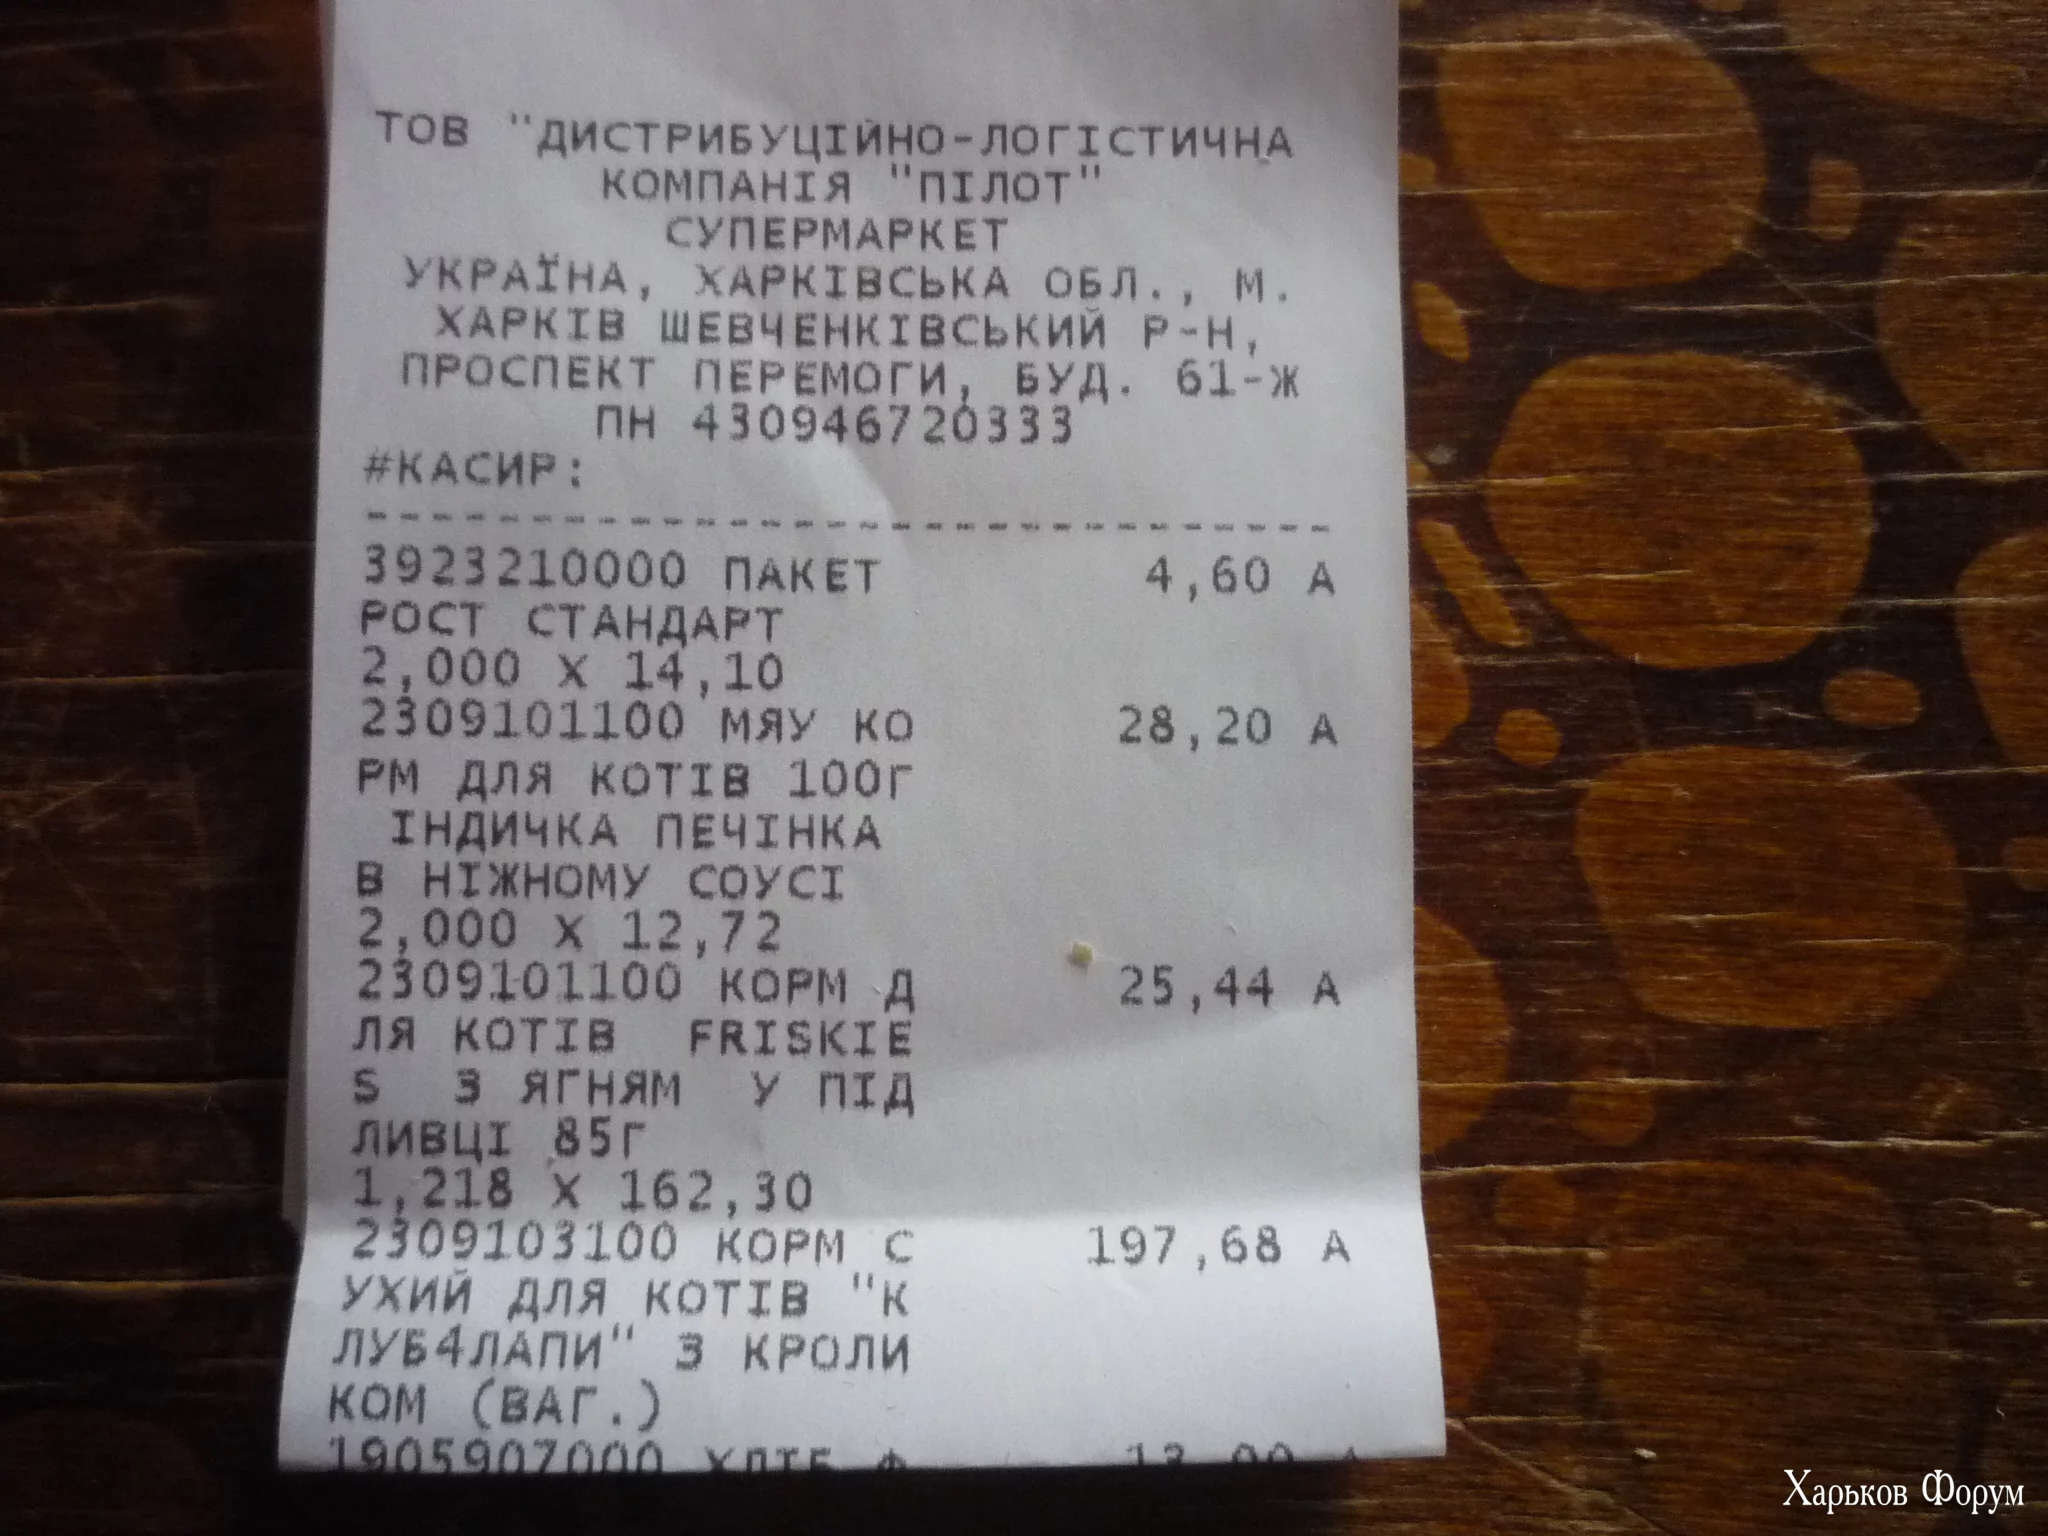 ТОВ "ДИСТРИБУЦІЙНО-ЛОГІСТИЧНА
КОМПАНІЯ "ПІЛОТ"
СУПЕРМАРКЕТ
УКРАЇНА, ХАРКІВСЬКА ОБЛ., М.
ХАРКІВ ШЕВЧЕНКІВСЬКИЙ Р-Н,
ПРОСПЕКТ ПЕРЕМОГИ, БУД. 61-Ж
ПН 430946720333
#КАСИР:
------------------------------
3923210000 ПАКЕТ 4,60 А
РОСТ СТАНДАРТ
2,000 X 14,10
2309101100 МЯУ КО 28,20 А
РМ ДЛЯ КОТІВ 100Г
ІНДИЧКА ПЕЧІНКА
В НІЖНОМУ СОУСІ
2,000 X 12,72
2309101100 КОРМ Д 25,44 А
ЛЯ КОТІВ FRISKIE
S З ЯГНЯМ У ПІД
ЛИВЦІ 85Г
1,218 X 162,30
2309103100 КОРМ С 197,68 А
УХИЙ ДЛЯ КОТІВ "К
ЛУБ4ЛАПИ" З КРОЛИ
КОМ (ВАГ.)
1905907000 ХЛІБ Ф
Харьков Форум